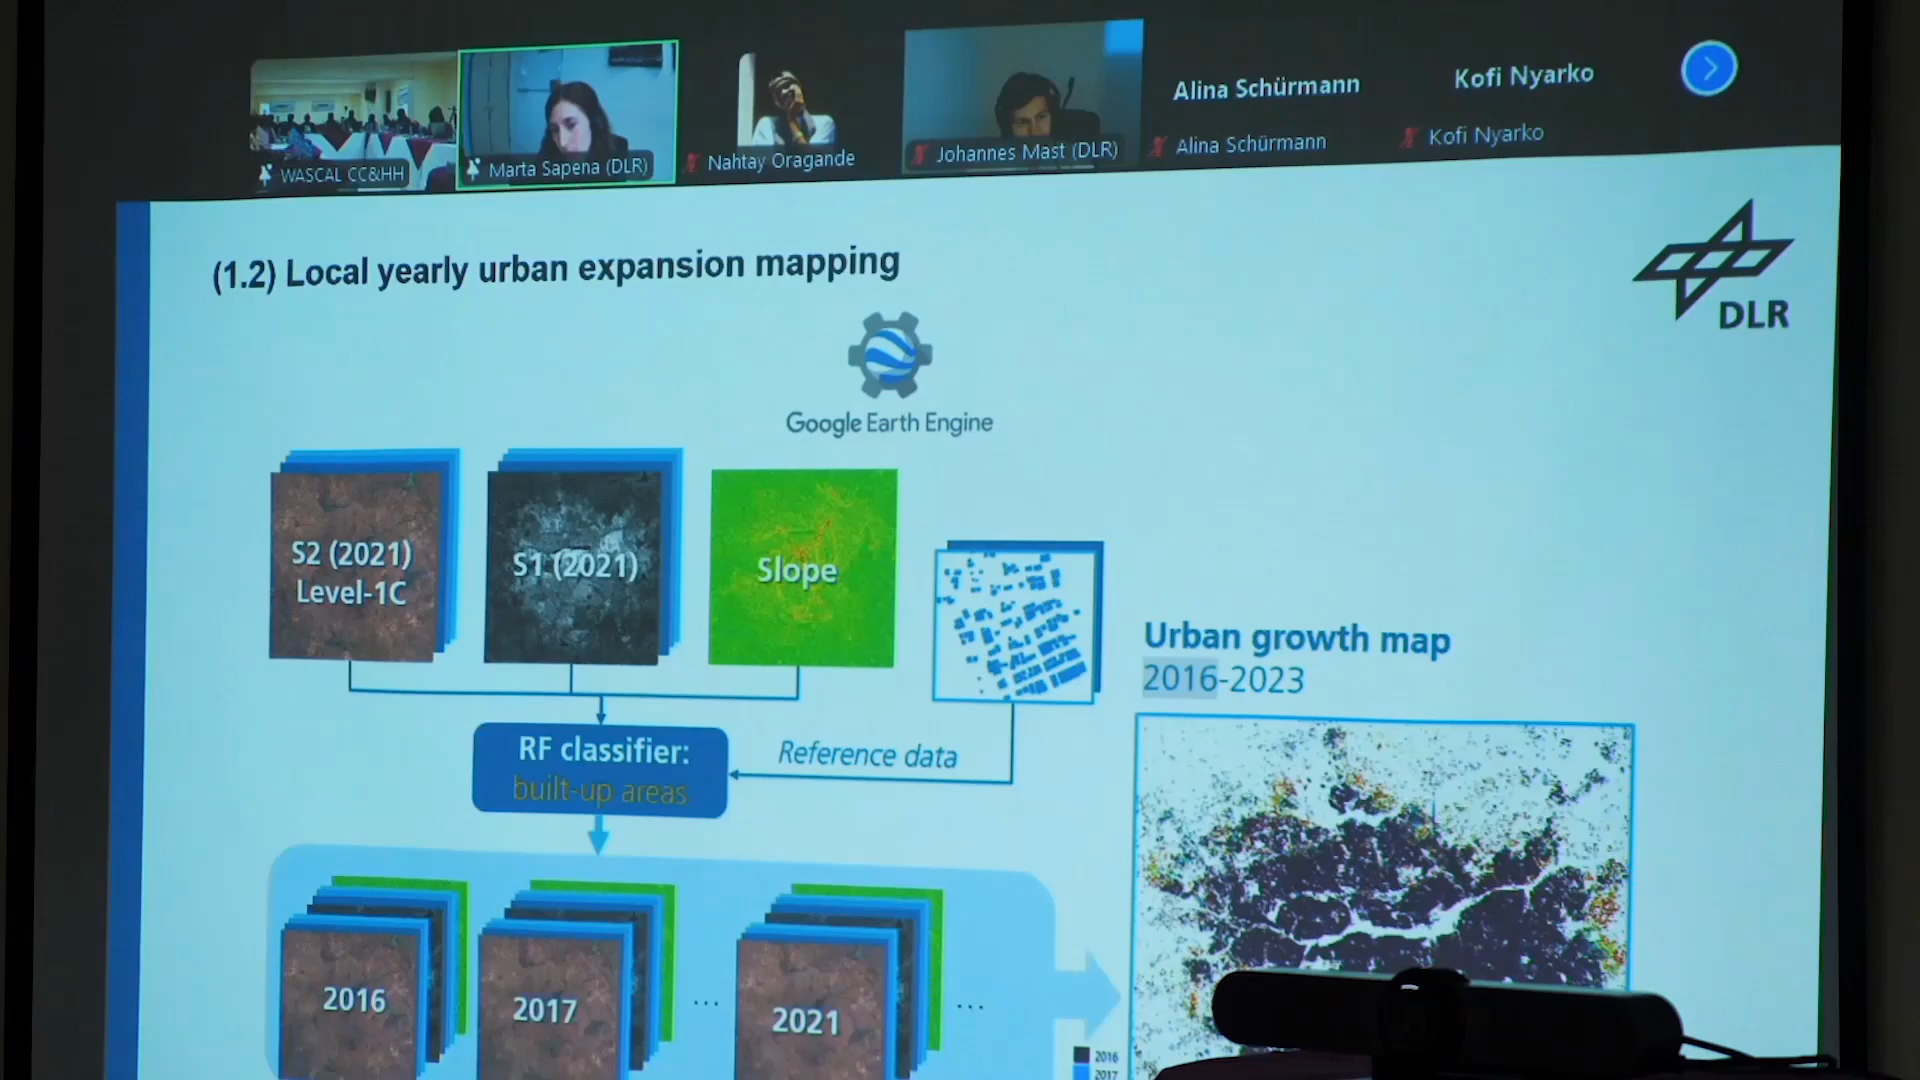 Alina Schürmann
Kofi Nyarko
WASCAL CC&HH
Marta Sapena (DLR)
Nahtay Oragande
Johannes Mast (DLR)
Alina Schürmann
Kofi Nyarko
(1.2) Local yearly urban expansion mapping
DLR
Google Earth Engine
S2 (2021)
Level-1C
S1 (2021)
Slope
Urban growth map
2016-2023
RF classifier:
built-up areas
Reference data
2016
2017
...
2021
...
2016
2017